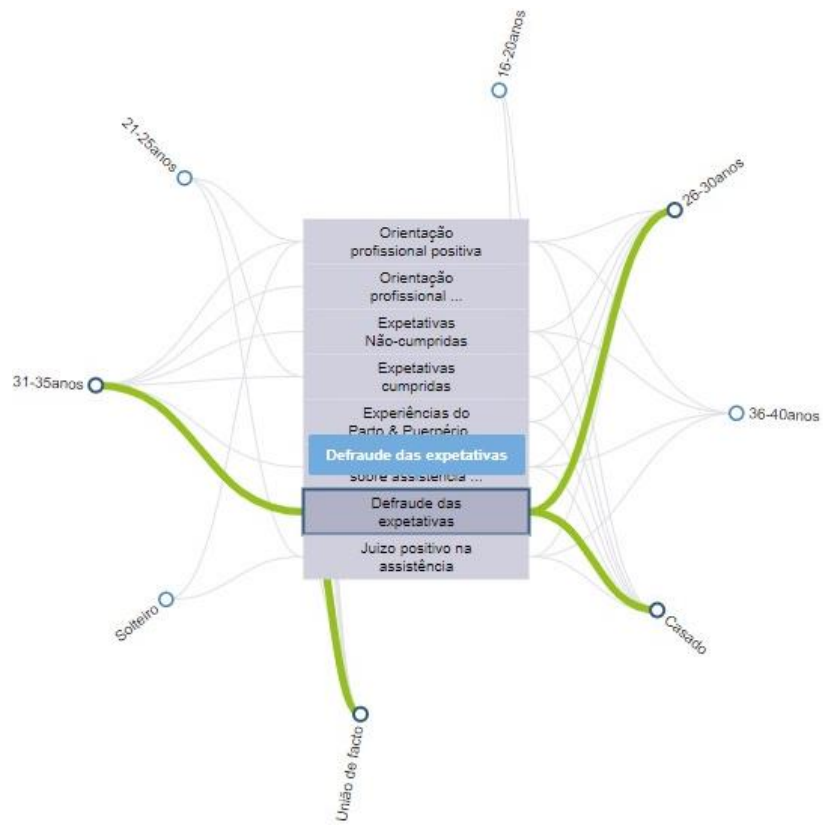 16-20anos
21-25anos
26-30anos
Orientação
profissional positiva
Orientação
profissional ...
Expetativas
Não-cumpridas
Expetativas
cumpridas
31-35anos
36-40anos
Experiências do
Parto & Puerpério
Defraude das expetativas
sobre assistência ...
Defraude das
expetativas
Juizo positivo na
assistência
Solteiro
Casado
União de facto